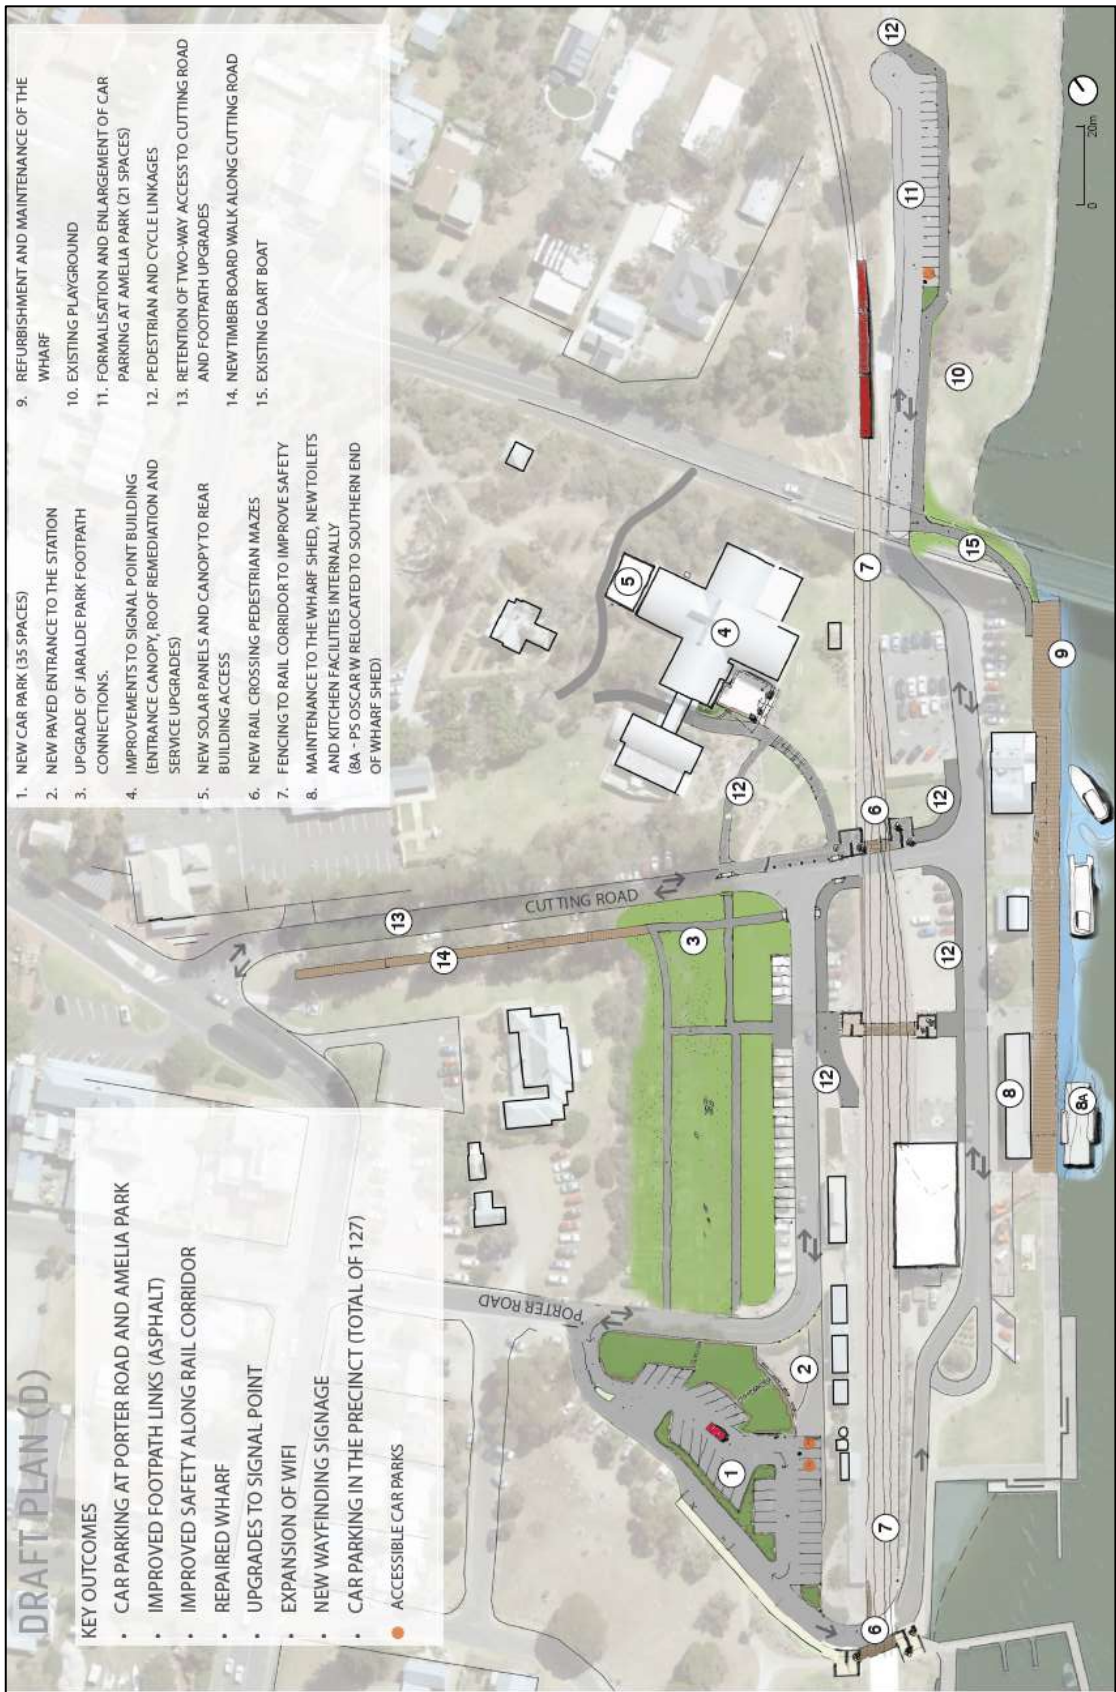 DRAFT PLAN (D)
KEY OUTCOMES
• CAR PARKING AT PORTER ROAD AND AMELIA PARK
• IMPROVED FOOTPATH LINKS (ASPHALT)
• IMPROVED SAFETY ALONG RAIL CORRIDOR
• REPAIRED WHARF
• UPGRADES TO SIGNAL POINT
• EXPANSION OF WIFI
• NEW WAYFINDING SIGNAGE
• CAR PARKING IN THE PRECINCT (TOTAL OF 127)
ACCESSIBLE CAR PARKS
1. NEW CAR PARK (35 SPACES)
2. NEW PAVED ENTRANCE TO THE STATION
3. UPGRADE OF JARALDE PARK FOOTPATH
CONNECTIONS.
4. IMPROVEMENTS TO SIGNAL POINT BUILDING
(ENTRANCE CANOPY, ROOF REMEDIATION AND
SERVICE UPGRADES)
5. NEW SOLAR PANELS AND CANOPY TO REAR
BUILDING ACCESS
6. NEW RAIL CROSSING PEDESTRIAN MAZES
7. FENCING TO RAIL CORRIDOR TO IMPROVE SAFETY
8. MAINTENANCE TO THE WHARF SHED, NEW TOILETS
AND KITCHEN FACILITIES INTERNALLY
(8A - PS OSCAR W RELOCATED TO SOUTHERN END
OF WHARF SHED)
9. REFURBISHMENT AND MAINTENANCE OF THE
WHARF
10. EXISTING PLAYGROUND
11. FORMALISATION AND ENLARGEMENT OF CAR
PARKING AT AMELIA PARK (21 SPACES)
12. PEDESTRIAN AND CYCLE LINKAGES
13. RETENTION OF TWO-WAY ACCESS TO CUTTING ROAD
AND FOOTPATH UPGRADES
14. NEW TIMBER BOARD WALK ALONG CUTTING ROAD
15. EXISTING DART BOAT
PORTER ROAD
CUTTING ROAD
13
14
3
5
4
12
12
1
2
12
6
7
7
6
12
12
11
10
15
8
8A
9
0
20m